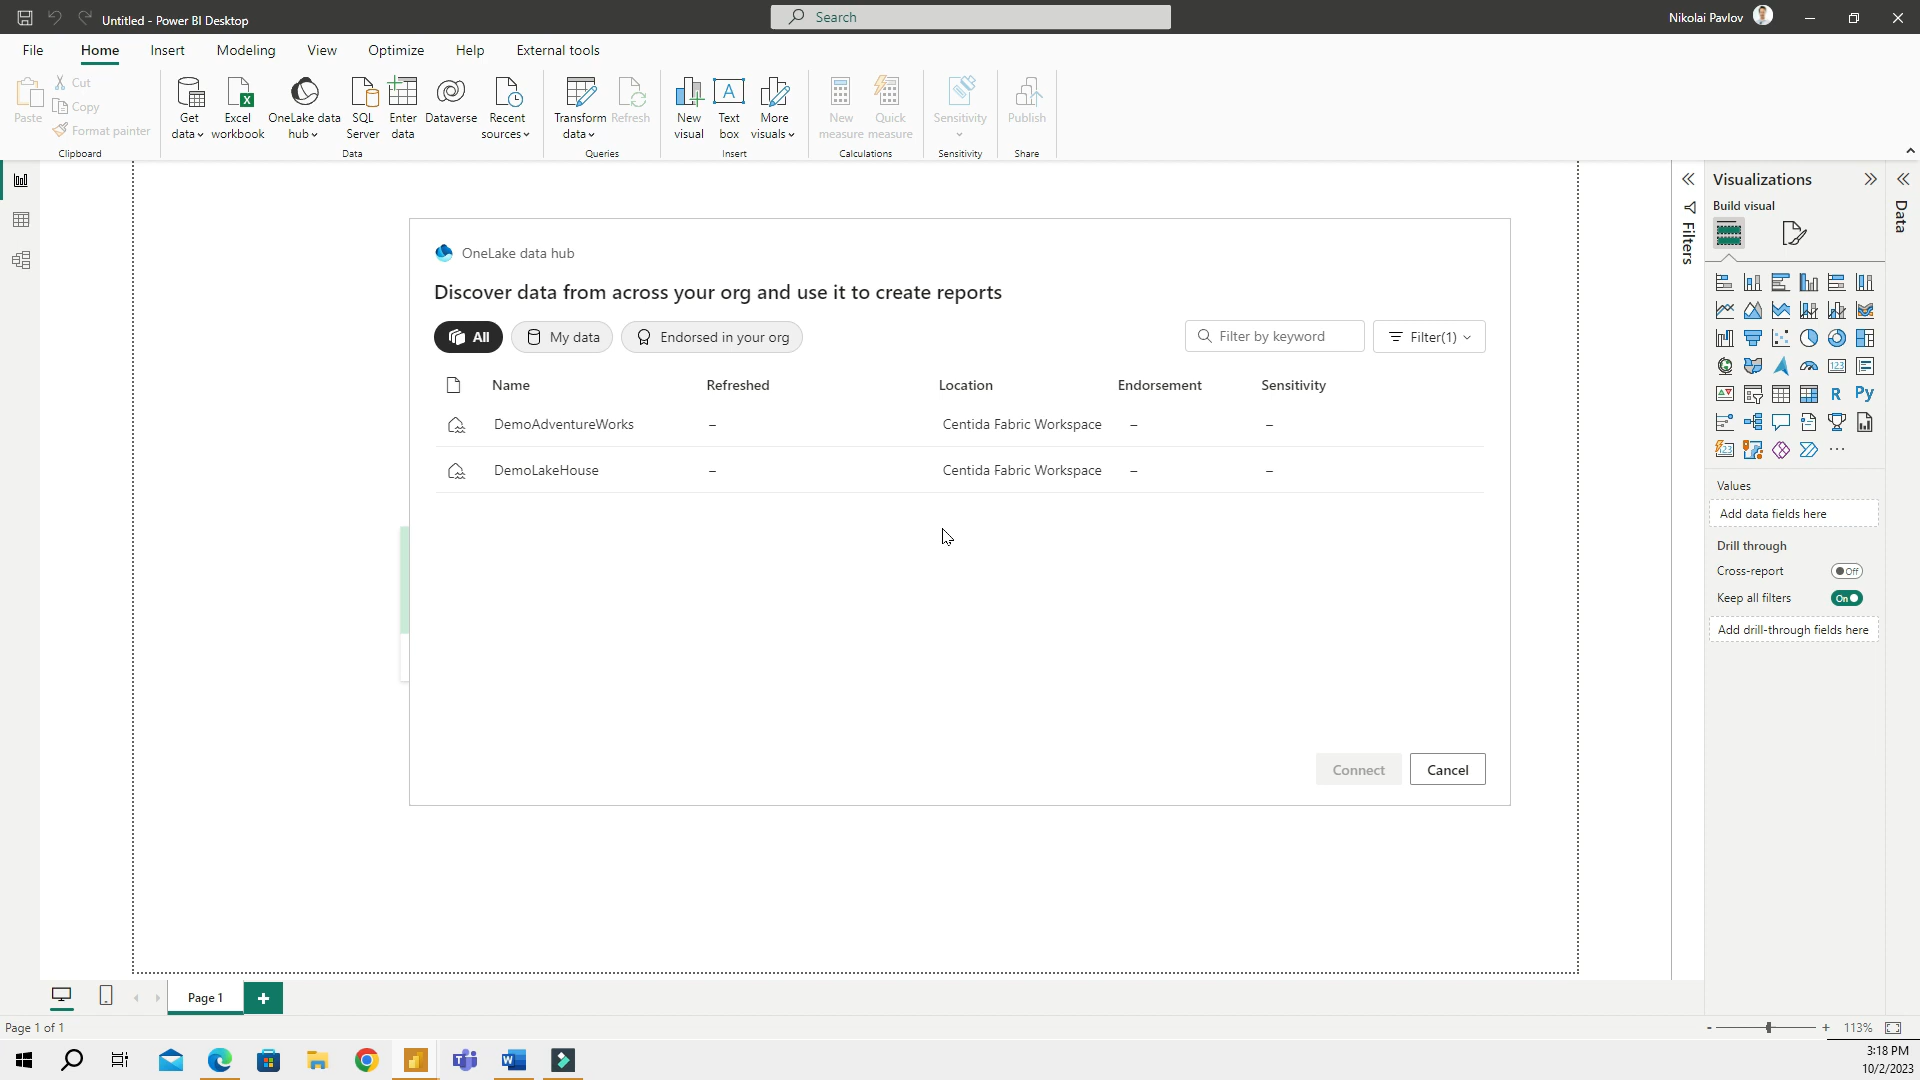 Untitled - Power BI Desktop
Search
Nikolai Pavlov
File Home Insert Modeling View Optimize Help External tools
Paste
Cut
Copy
Format painter
Clipboard
Get data
Excel workbook
OneLake data hub
SQL Server
Enter data
Dataverse
Recent sources
Data
Transform data
Refresh
Queries
New visual
Text box
More visuals
Insert
New measure
Quick measure
Calculations
Sensitivity
Sensitivity
Publish
Share
OneLake data hub
Discover data from across your org and use it to create reports
All My data Endorsed in your org Filter by keyword Filter(1)
Name Refreshed Location Endorsement Sensitivity
DemoAdventureWorks – Centida Fabric Workspace – –
DemoLakeHouse – Centida Fabric Workspace – –
Connect Cancel
Filters
Visualizations
Build visual
R Py
123
123
Values
Add data fields here
Drill through
Cross-report Off
Keep all filters On
Add drill-through fields here
Data
Page 1 +
Page 1 of 1
- + 113%
3:18 PM
10/2/2023